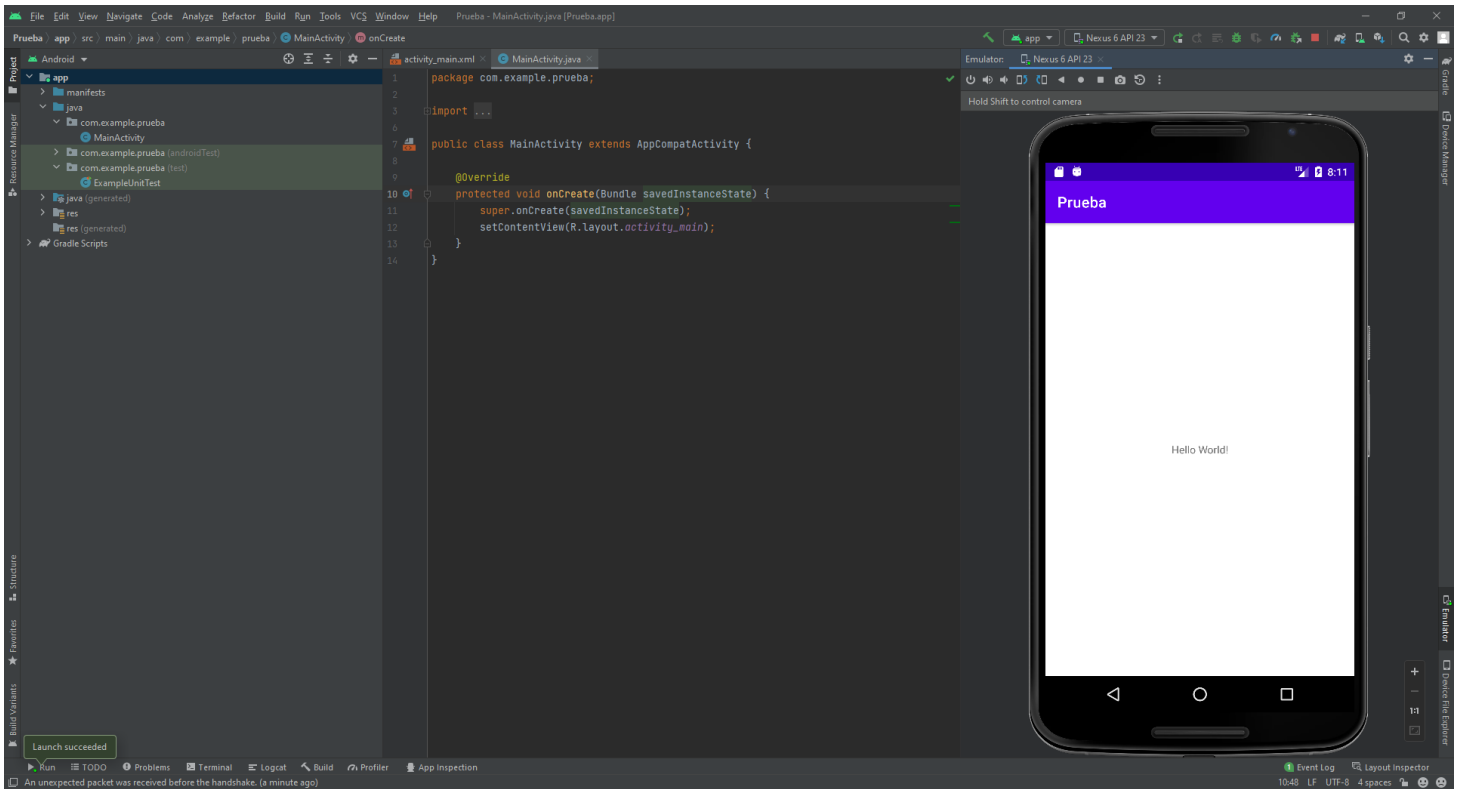 File Edit View Navigate Code Analyze Refactor Build Run Tools VCS Window Help Prueba - MainActivity.java [Prueba.app]
Prueba app src main java com example prueba MainActivity onCreate app Nexus 6 API 23
Android activity_main.xml MainActivity.java Emulator: Nexus 6 API 23
Project
Resource Manager
Structure
Favorites
Build Variants
app
manifests
java
com.example.prueba
MainActivity
com.example.prueba (androidTest)
com.example.prueba (test)
ExampleUnitTest
java (generated)
res
res (generated)
Gradle Scripts
1 package com.example.prueba;
2
3 import ...
6
7 public class MainActivity extends AppCompatActivity {
8
9 @Override
10 protected void onCreate(Bundle savedInstanceState) {
11 super.onCreate(savedInstanceState);
12 setContentView(R.layout.activity_main);
13 }
14 }
Hold Shift to control camera
8:11
Prueba
Hello World!
1:1
Gradle
Device Manager
Emulator
Device File Explorer
Launch succeeded
Run TODO Problems Terminal Logcat Build Profiler App Inspection 1 Event Log Layout Inspector
An unexpected packet was received before the handshake. (a minute ago) 10:48 LF UTF-8 4 spaces